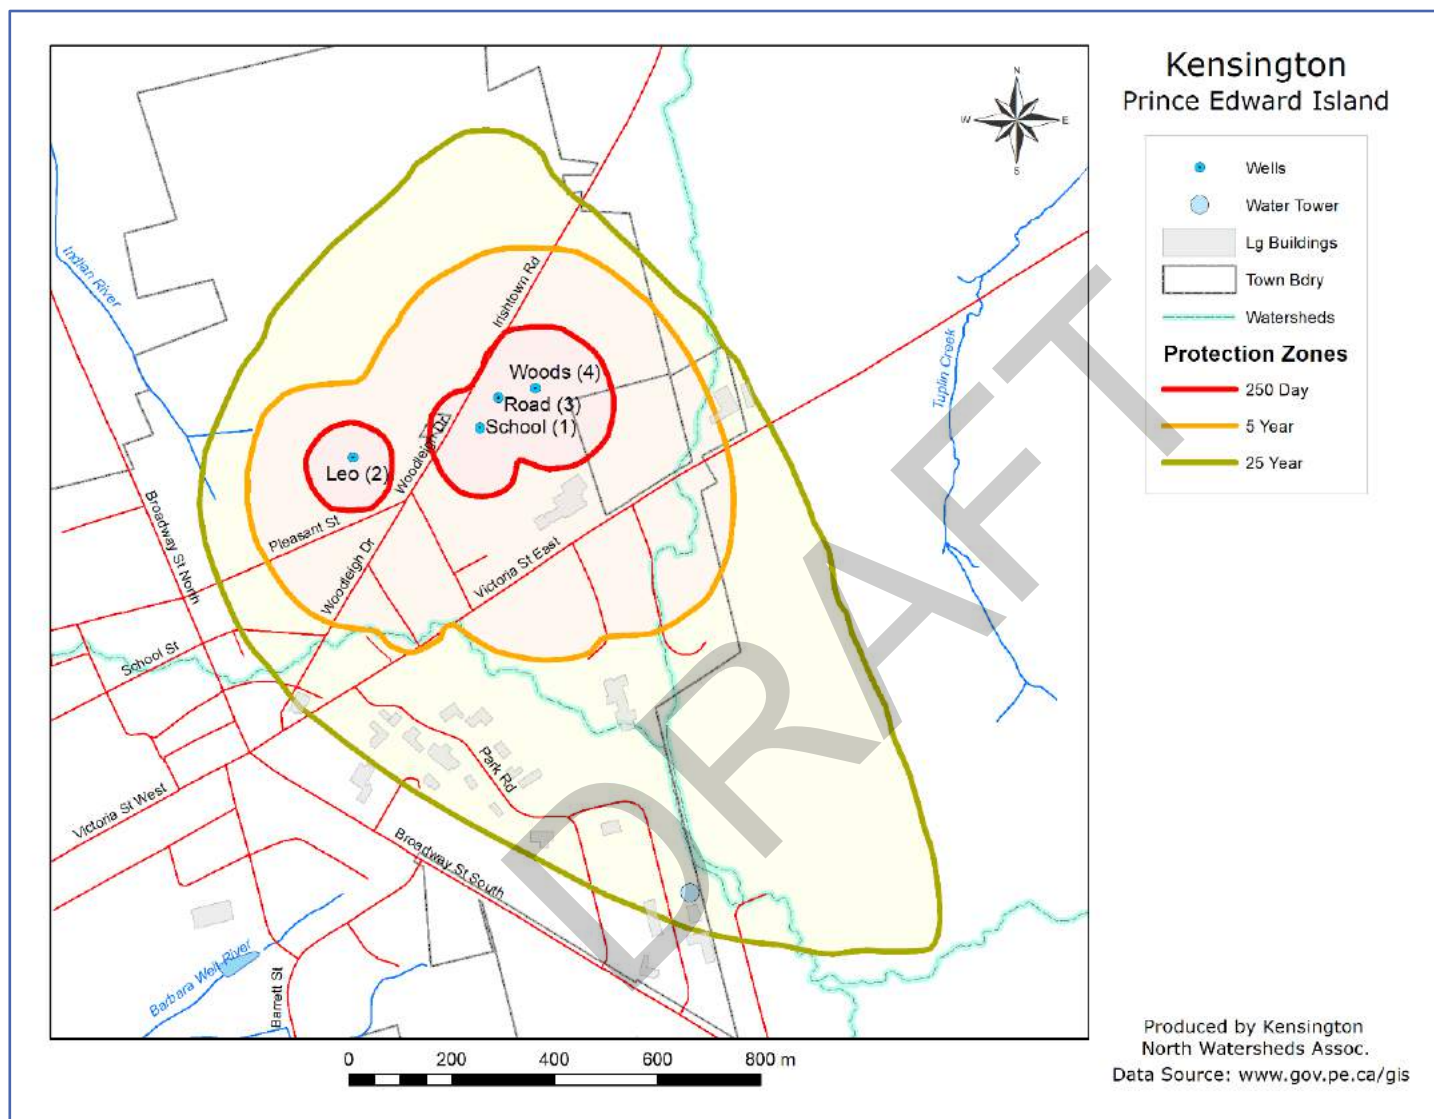 Kensington
Prince Edward Island
N
W
E
S
Wells
Water Tower
Lg Buildings
Town Bdry
Watersheds
Protection Zones
250 Day
5 Year
25 Year
Indian River
Irishtown Rd
Tuplin Creek
Woods (4)
Road (3)
School (1)
Leo (2)
Woodleigh Dr
Pleasant St
Broadway St North
Woodleigh Dr
Victoria St East
School St
Park Rd
Victoria St West
Broadway St South
Barbara Weit River
Barrett St
DRAFT
0 200 400 600 800 m
Produced by Kensington
North Watersheds Assoc.
Data Source: www.gov.pe.ca/gis